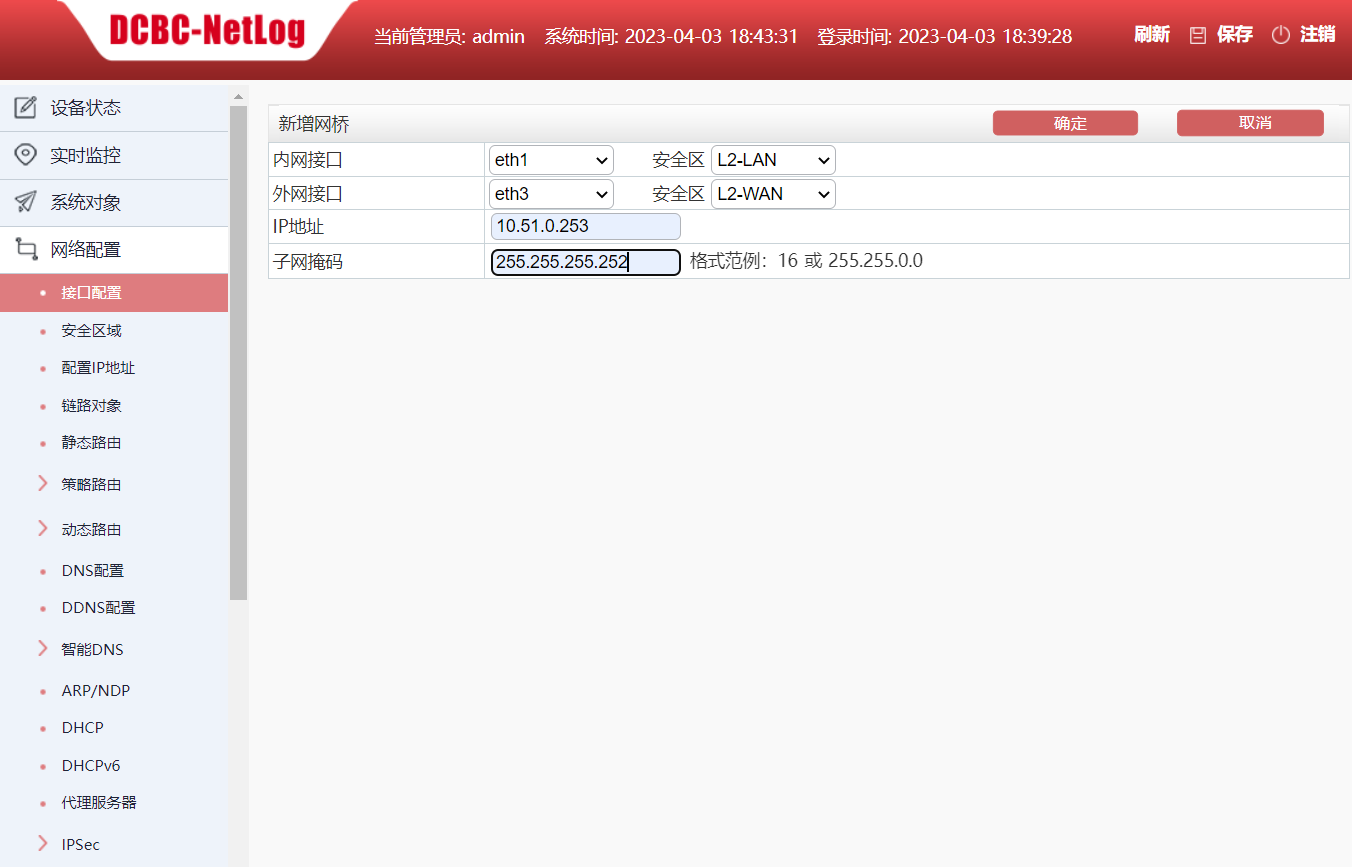 DCBC-NetLog
当前管理员: admin 系统时间: 2023-04-03 18:43:31 登录时间: 2023-04-03 18:39:28 刷新 保存 注销
设备状态
实时监控
系统对象
网络配置
接口配置
安全区域
配置IP地址
链路对象
静态路由
策略路由
动态路由
DNS配置
DDNS配置
智能DNS
ARP/NDP
DHCP
DHCPv6
代理服务器
IPSec
新增网桥 确定 取消
内网接口 eth1 安全区 L2-LAN
外网接口 eth3 安全区 L2-WAN
IP地址 10.51.0.253
子网掩码 255.255.255.252 格式范例：16 或 255.255.0.0